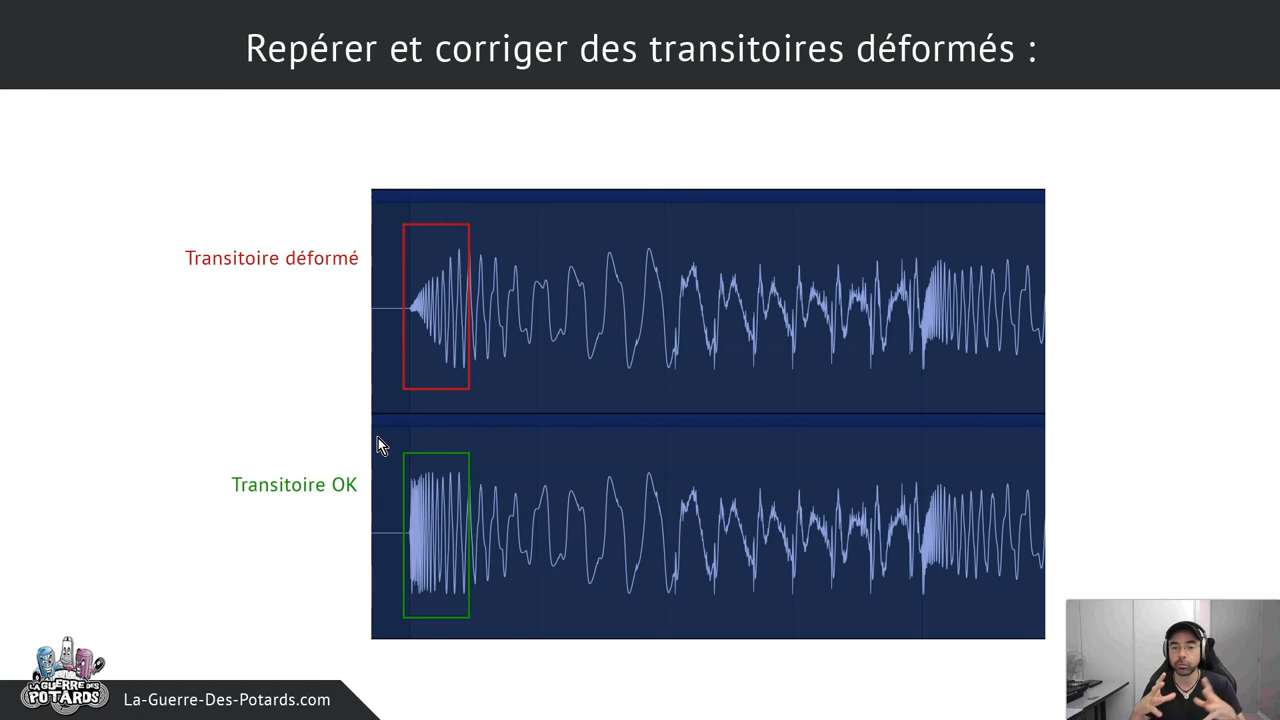 Repérer et corriger des transitoires déformés :
Transitoire déformé
Transitoire OK
LA GUERRE DES
POTARDS
La-Guerre-Des-Potards.com